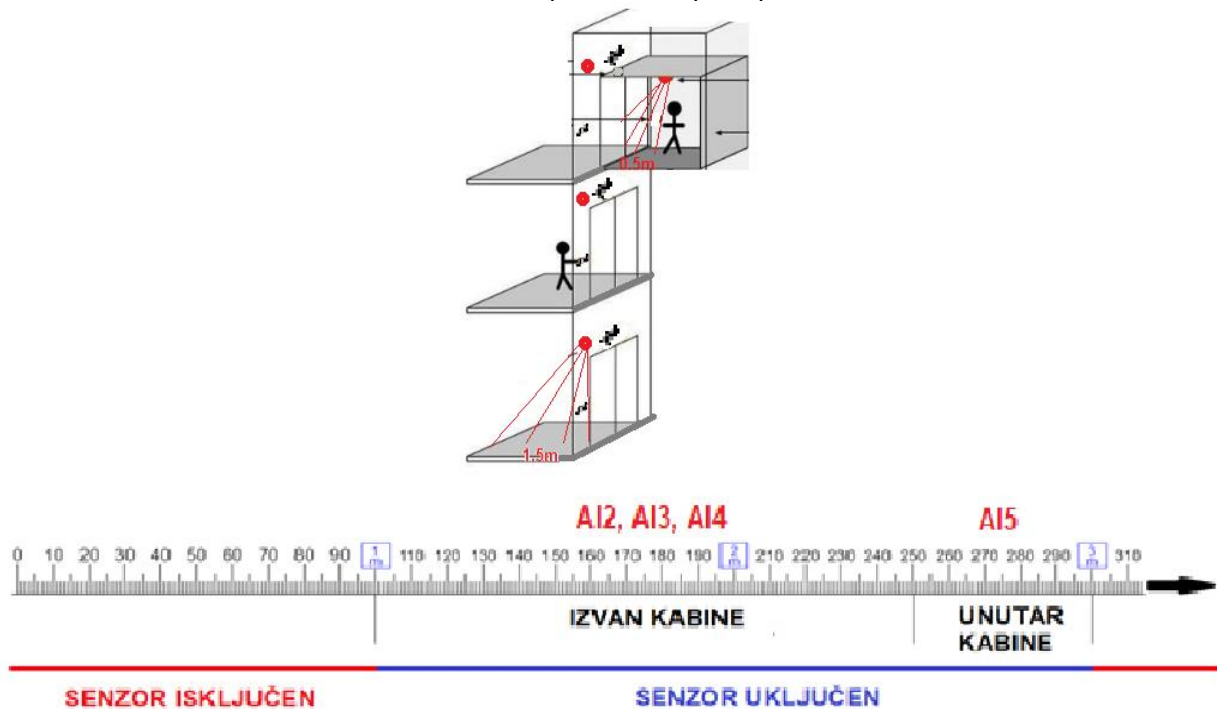 0.5m
1.5m
AI2, AI3, AI4 AI5
0 10 20 30 40 50 60 70 80 90 1 m 110 120 130 140 150 160 170 180 190 2 m 210 220 230 240 250 260 270 280 290 3 m 310
IZVAN KABINE
UNUTAR
KABINE
SENZOR ISKLJUČEN SENZOR UKLJUČEN